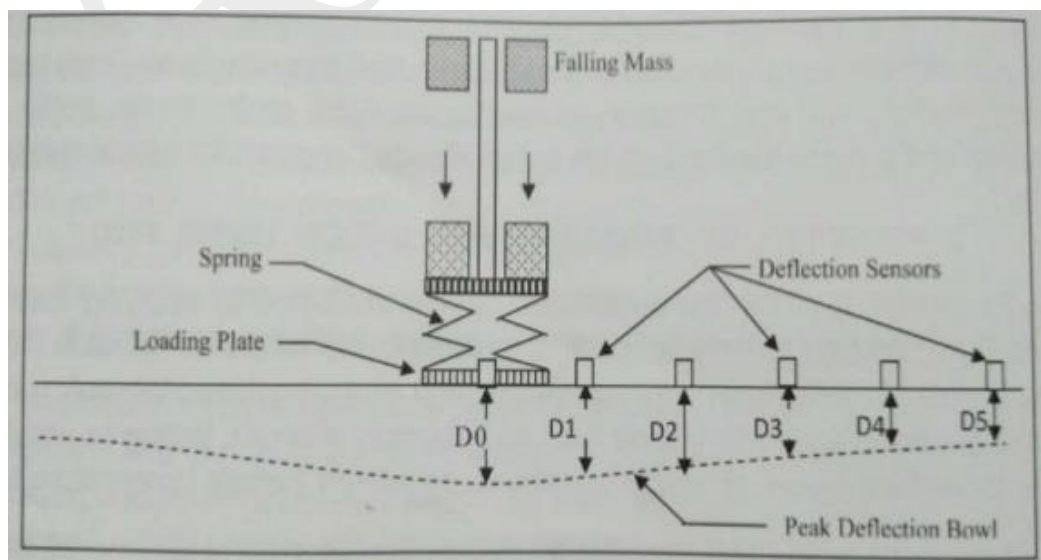 Falling Mass
Spring
Deflection Sensors
Loading Plate
D0
D1
D2
D3
D4
D5
Peak Deflection Bowl